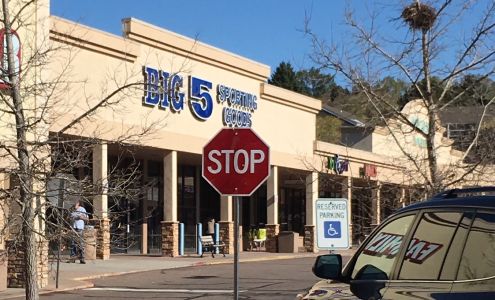 BIG 5 SPORTING
GOODS
STOP
RESERVED
PARKING